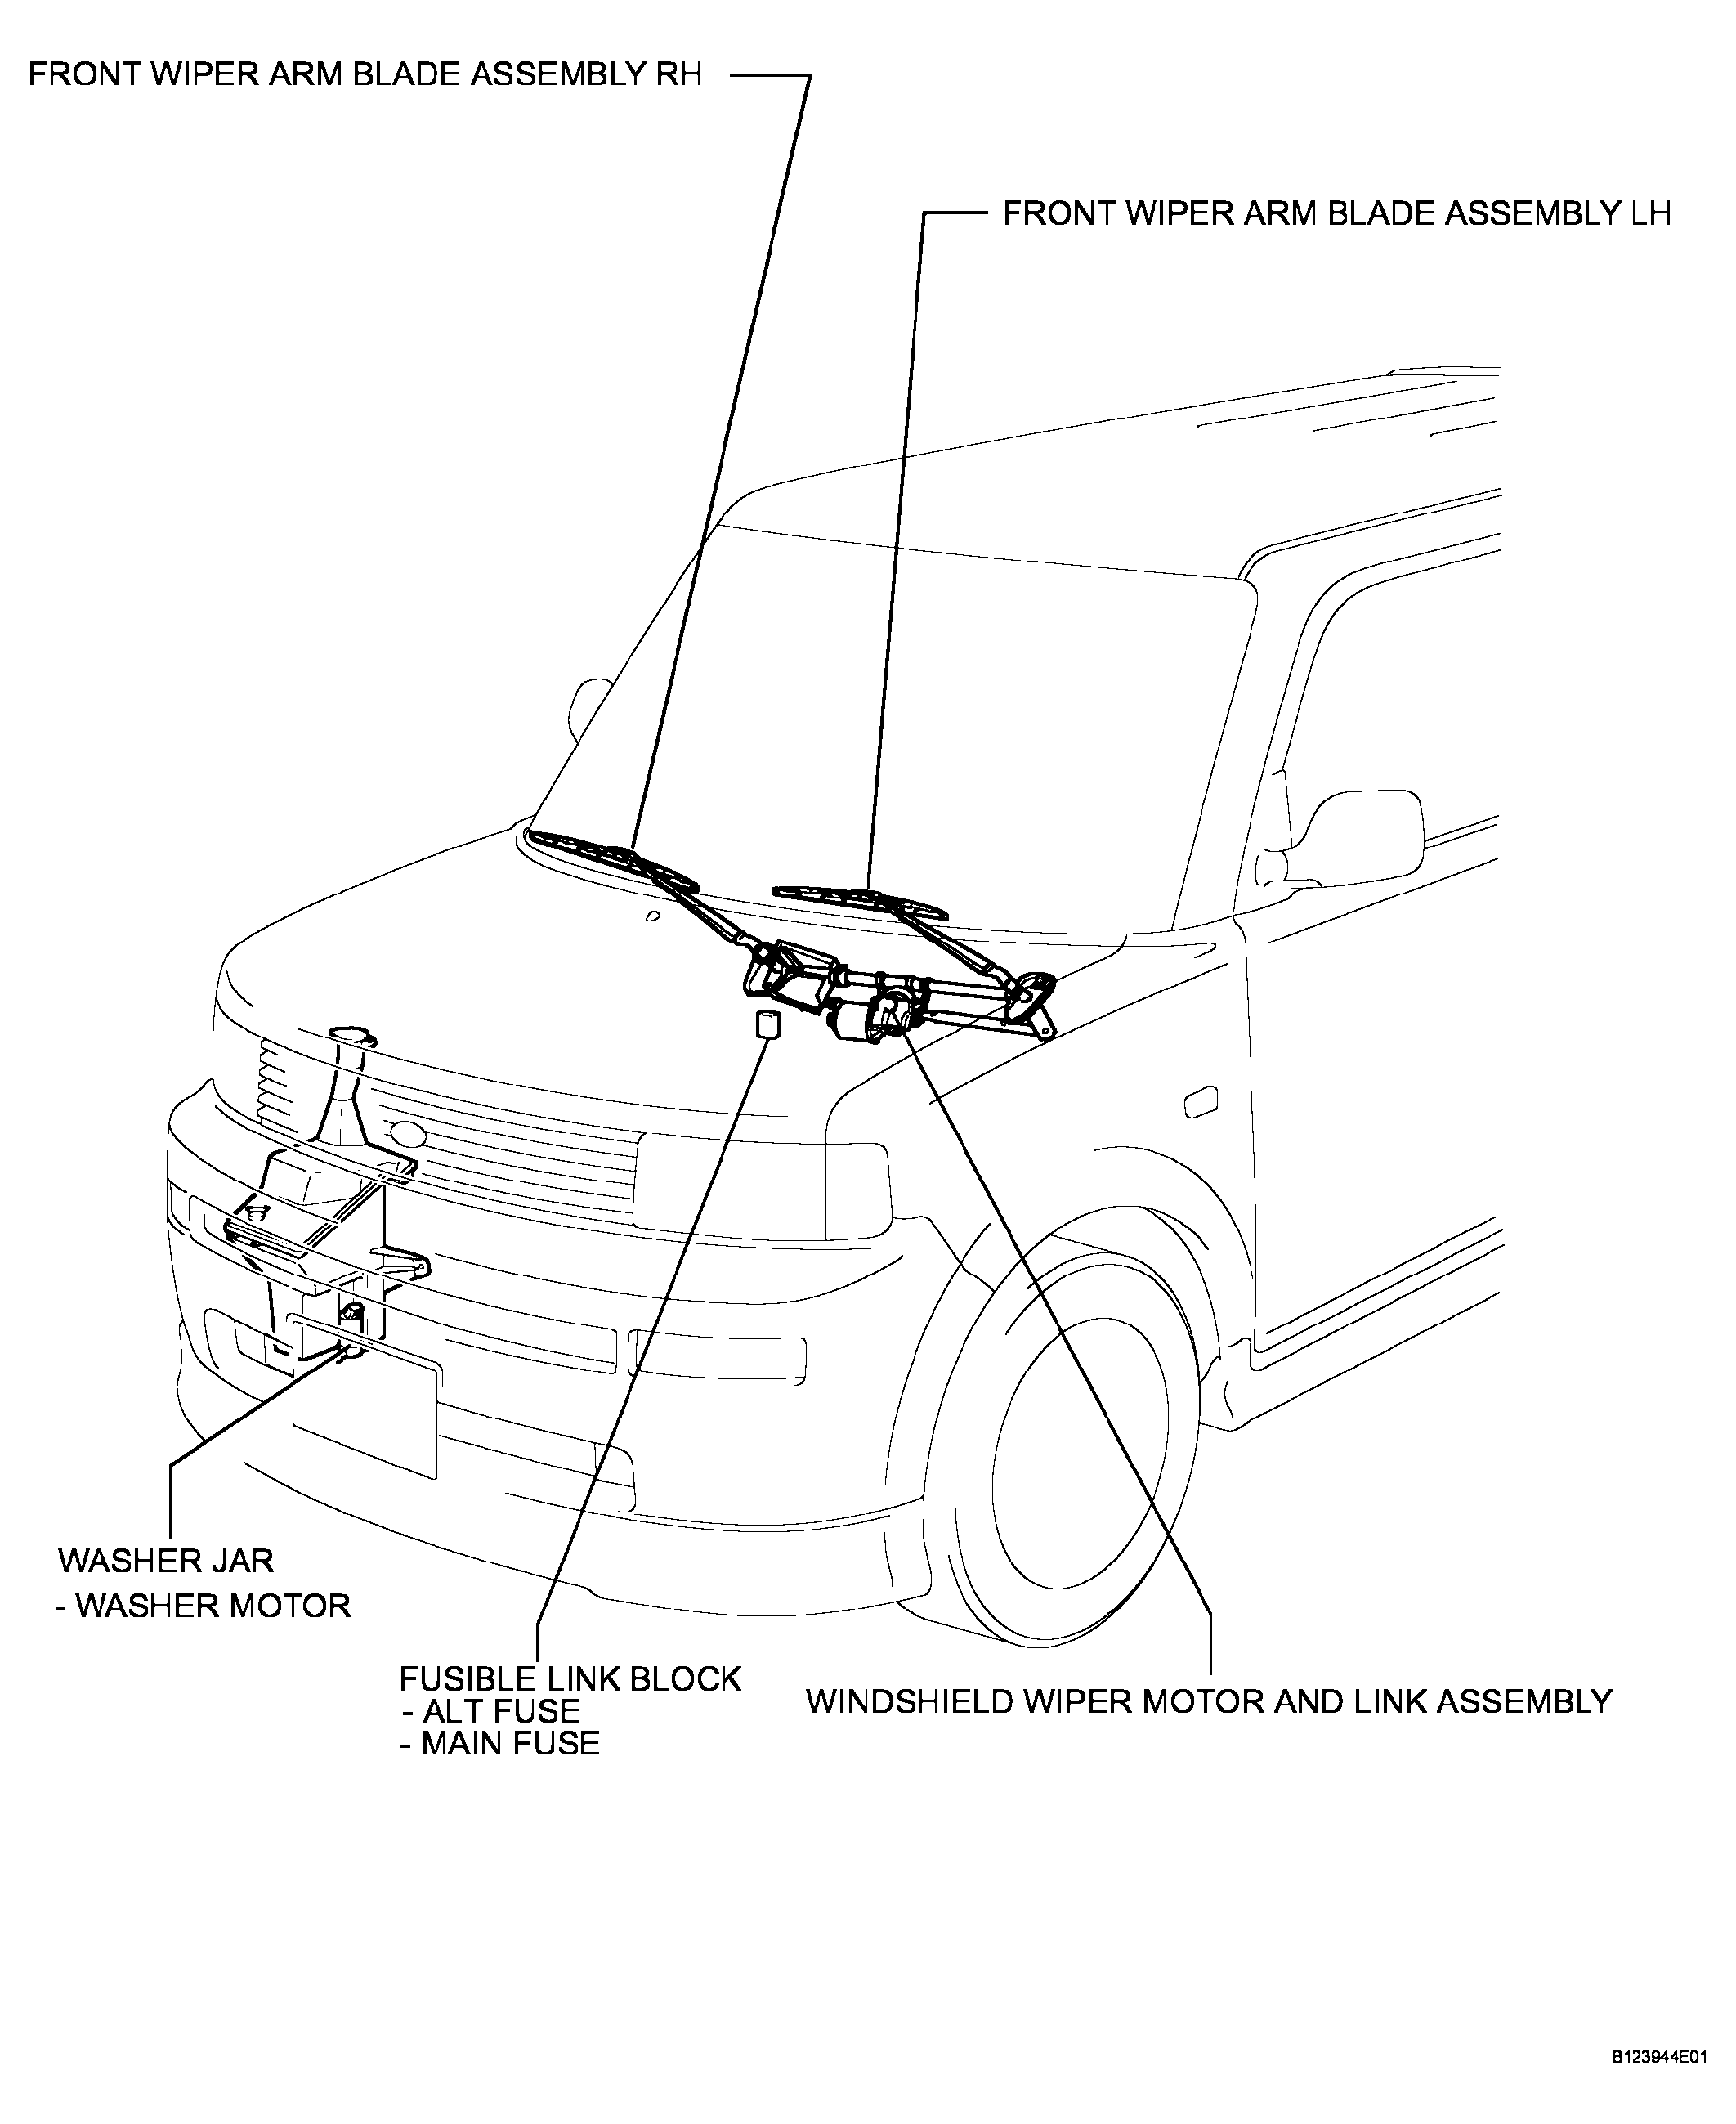 FRONT WIPER ARM BLADE ASSEMBLY RH
FRONT WIPER ARM BLADE ASSEMBLY LH
WASHER JAR
- WASHER MOTOR
FUSIBLE LINK BLOCK
- ALT FUSE
- MAIN FUSE
WINDSHIELD WIPER MOTOR AND LINK ASSEMBLY
B123944E01